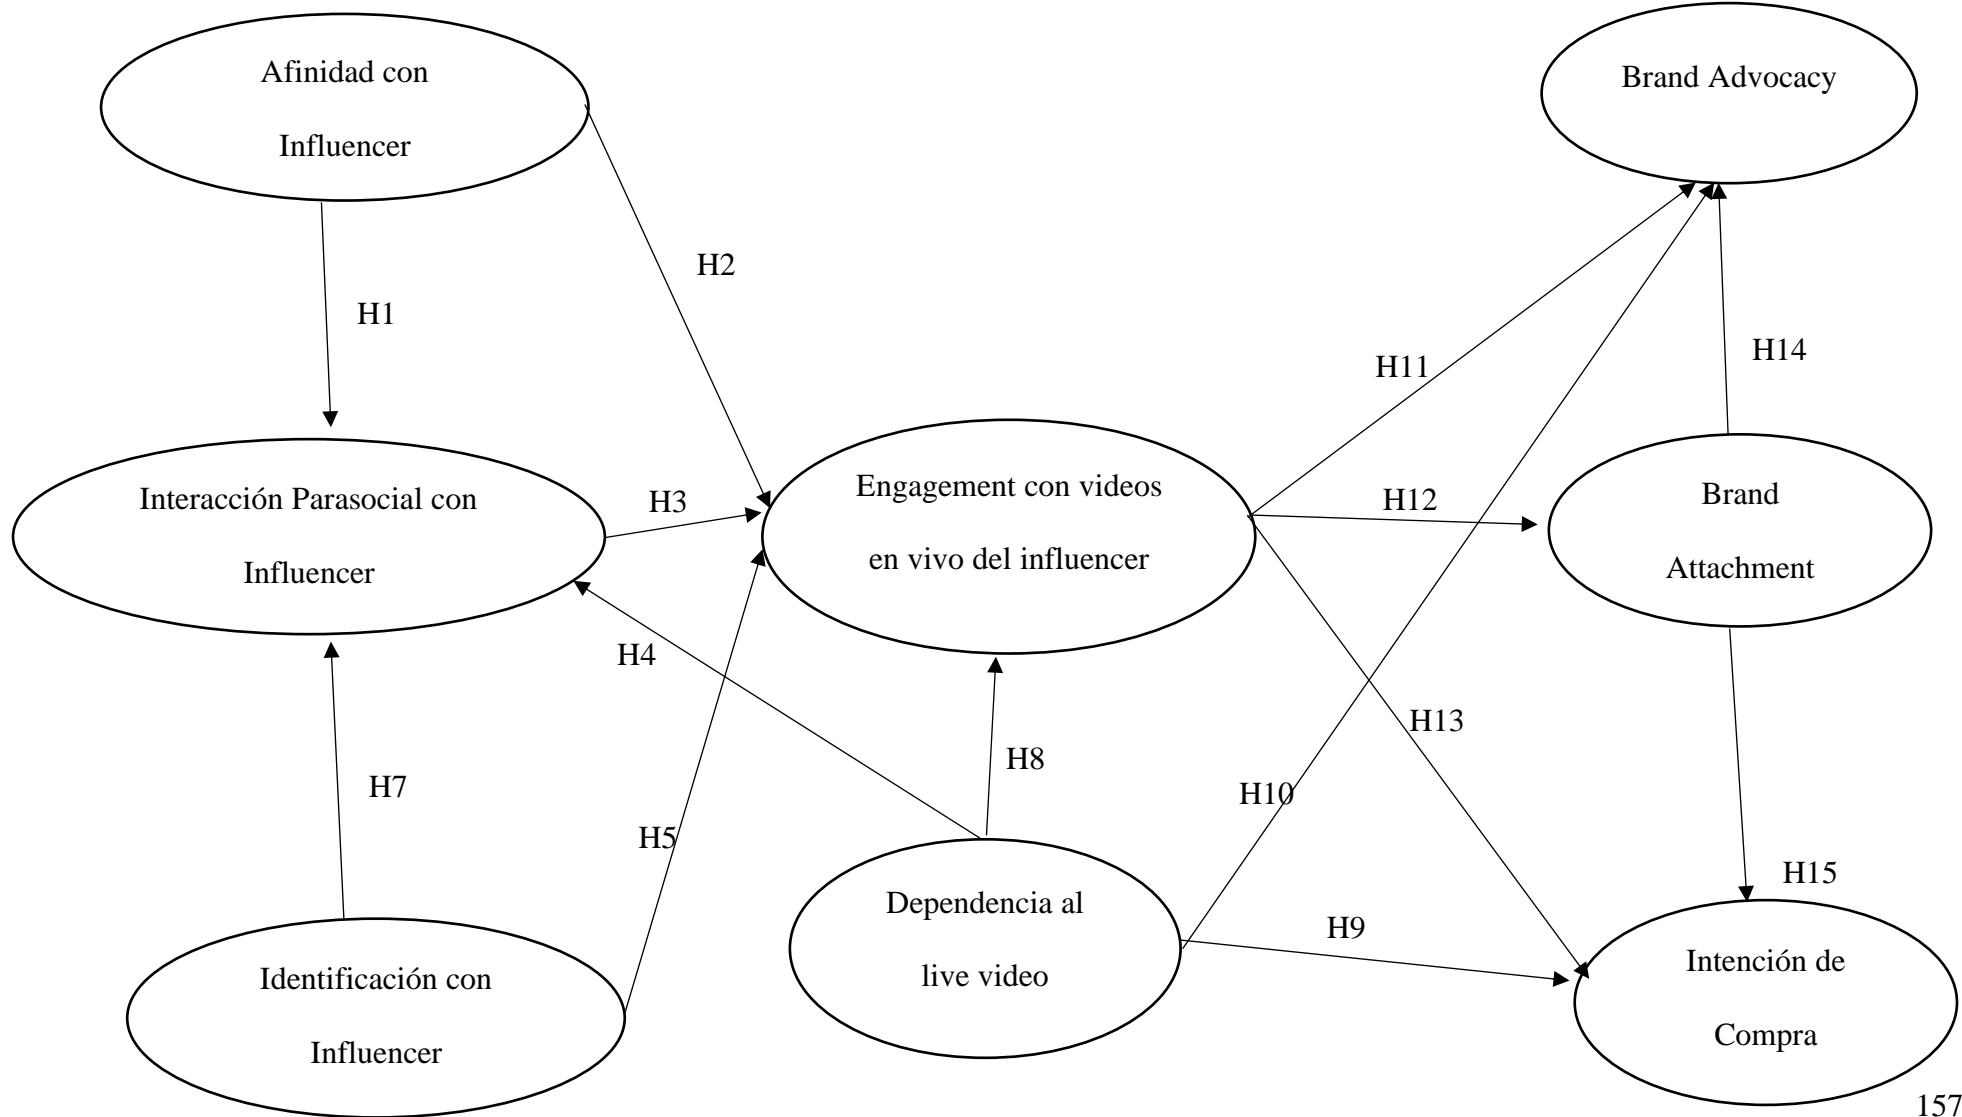 Afinidad con
Influencer
Brand Advocacy
H2
H1
H11
H14
Interacción Parasocial con
Influencer
H3
Engagement con videos
en vivo del influencer
H12
Brand
Attachment
H4
H13
H8
H7
H10
H5
H15
Dependencia al
live video
H9
Identificación con
Influencer
Intención de
Compra
157